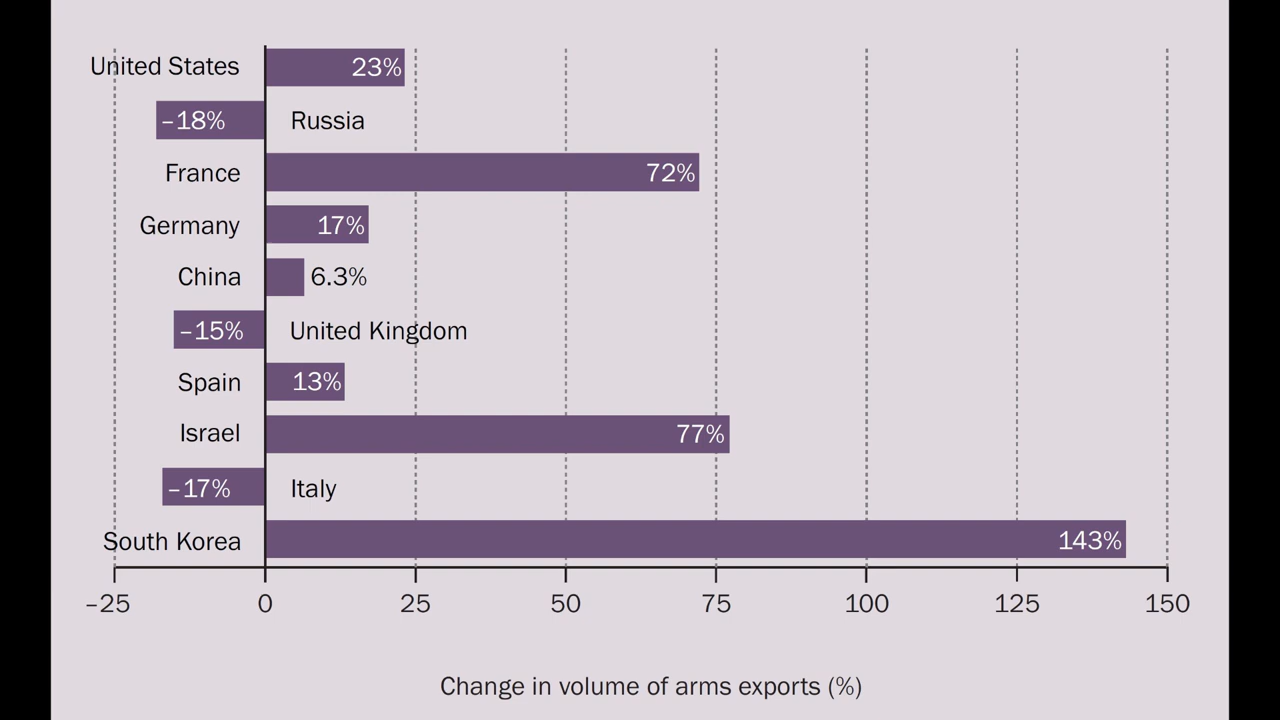 United States 23%
–18% Russia
France 72%
Germany 17%
China 6.3%
–15% United Kingdom
Spain 13%
Israel 77%
–17% Italy
South Korea 143%
–25 0 25 50 75 100 125 150
Change in volume of arms exports (%)